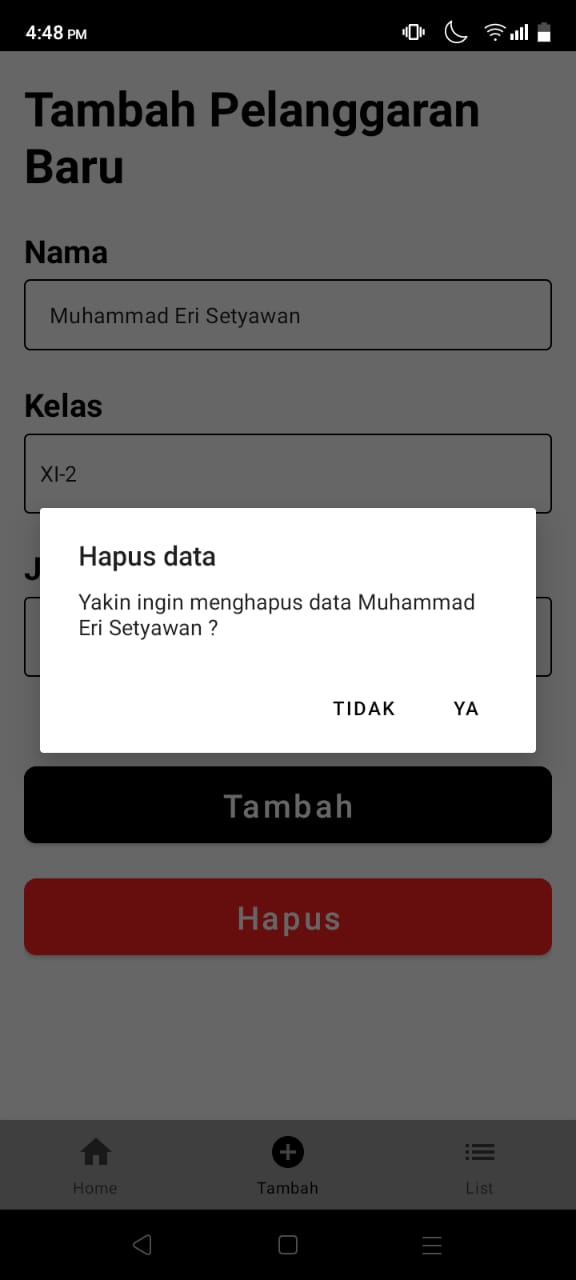 4:48 PM
Tambah Pelanggaran
Baru
Nama
Muhammad Eri Setyawan
Kelas
XI-2
J
Hapus data
Yakin ingin menghapus data Muhammad
Eri Setyawan ?
TIDAK YA
Tambah
Hapus
Home Tambah List